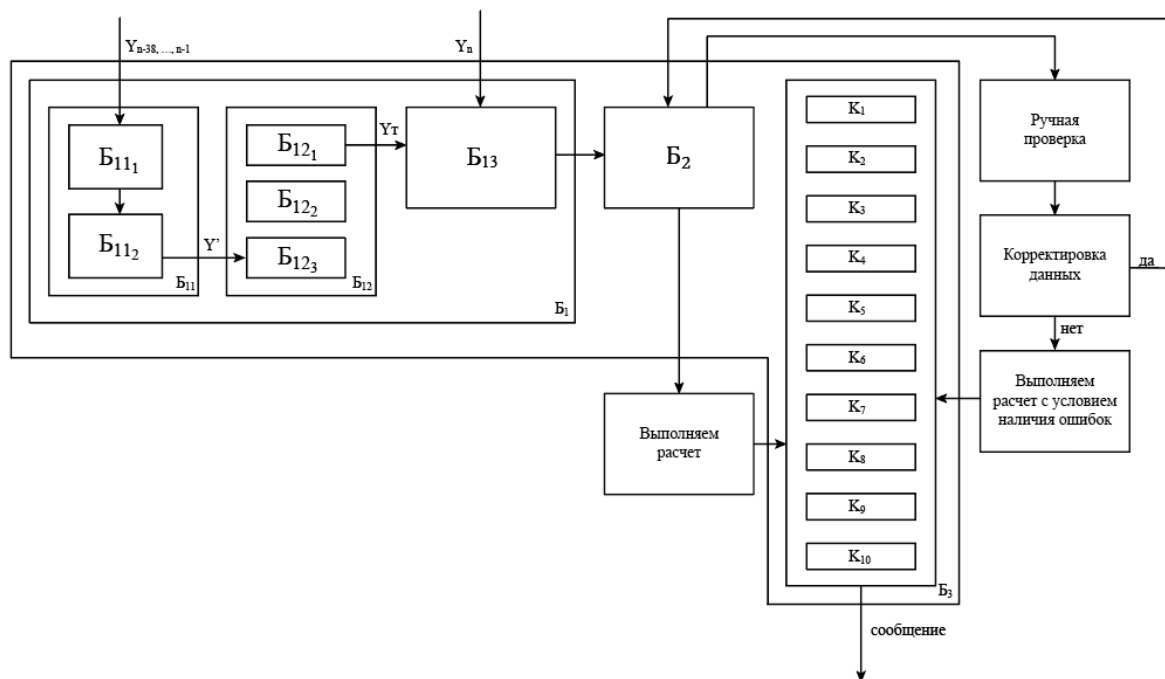 Yn-38, ..., n-1
Yn
Б11₁
Б11₂
Y’
Б11
Б12₁
Б12₂
Б12₃
Б12
Yт
Б13
Б1
Б2
K1
K2
K3
K4
K5
K6
K7
K8
K9
K10
Б3
Ручная
проверка
Корректировка
данных
да
нет
Выполняем
расчет с условием
наличия ошибок
Выполняем
расчет
сообщение